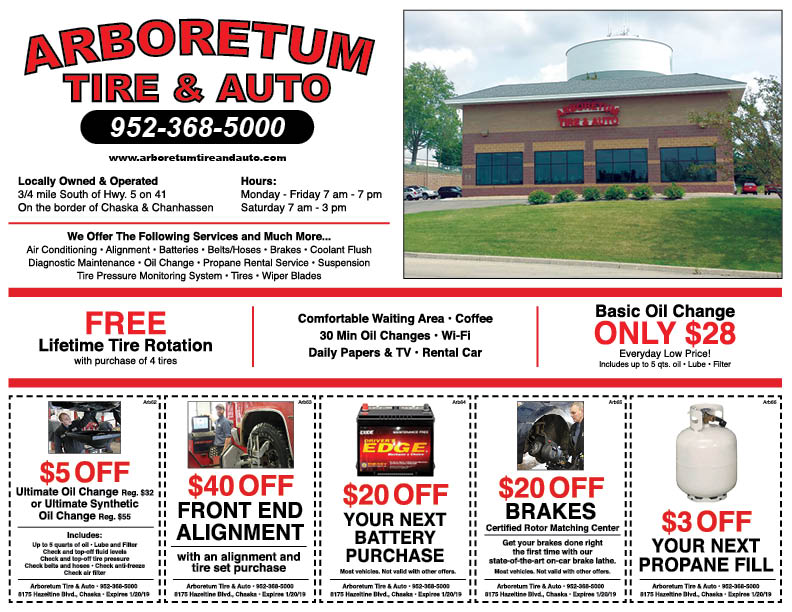 ARBORETUM
TIRE & AUTO
952-368-5000
www.arboretumtireandauto.com
Locally Owned & Operated
3/4 mile South of Hwy. 5 on 41
On the border of Chaska & Chanhassen
Hours:
Monday - Friday 7 am - 7 pm
Saturday 7 am - 3 pm
We Offer The Following Services and Much More...
Air Conditioning • Alignment • Batteries • Belts/Hoses • Brakes • Coolant Flush
Diagnostic Maintenance • Oil Change • Propane Rental Service • Suspension
Tire Pressure Monitoring System • Tires • Wiper Blades
ARBORETUM
TIRE & AUTO
FREE
Lifetime Tire Rotation
with purchase of 4 tires
Comfortable Waiting Area • Coffee
30 Min Oil Changes • Wi-Fi
Daily Papers & TV • Rental Car
Basic Oil Change
ONLY $28
Everyday Low Price!
Includes up to 5 qts. oil • Lube • Filter
Arb62
$5 OFF
Ultimate Oil Change Reg. $32
or Ultimate Synthetic
Oil Change Reg. $55
Includes:
Up to 5 quarts of oil • Lube and Filter
Check and top-off fluid levels
Check and top-off tire pressure
Check belts and hoses • Check anti-freeze
Check air filter
Arboretum Tire & Auto • 952-368-5000
8175 Hazeltine Blvd., Chaska • Expires 1/20/19
Arb63
$40 OFF
FRONT END
ALIGNMENT
with an alignment and
tire set purchase
Arboretum Tire & Auto • 952-368-5000
8175 Hazeltine Blvd., Chaska • Expires 1/20/19
Arb64
EXIDE
MAINTENANCE FREE
DRIVER'S
EDGE
$20 OFF
YOUR NEXT
BATTERY
PURCHASE
Most vehicles. Not valid with other offers.
Arboretum Tire & Auto • 952-368-5000
8175 Hazeltine Blvd., Chaska • Expires 1/20/19
Arb65
$20 OFF
BRAKES
Certified Rotor Matching Center
Get your brakes done right
the first time with our
state-of-the-art on-car brake lathe.
Most vehicles. Not valid with other offers.
Arboretum Tire & Auto • 952-368-5000
8175 Hazeltine Blvd., Chaska • Expires 1/20/19
Arb66
$3 OFF
YOUR NEXT
PROPANE FILL
Arboretum Tire & Auto • 952-368-5000
8175 Hazeltine Blvd., Chaska • Expires 1/20/19